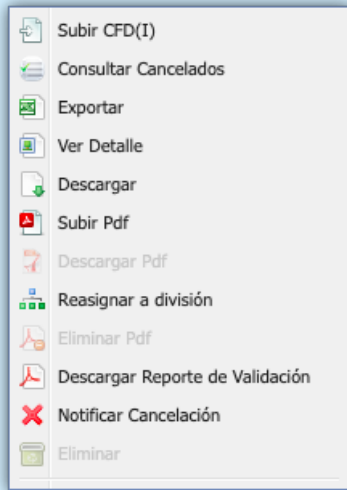 Subir CFD(I)
Consultar Cancelados
Exportar
Ver Detalle
Descargar
Subir Pdf
Descargar Pdf
Reasignar a división
Eliminar Pdf
Descargar Reporte de Validación
Notificar Cancelación
Eliminar